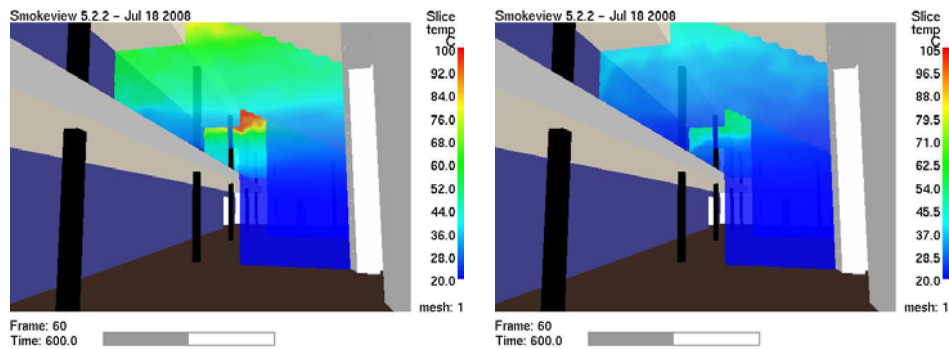 Smokeview 5.2.2 - Jul 18 2008
Slice
temp
C
100
92.0
84.0
76.0
68.0
60.0
52.0
44.0
36.0
28.0
20.0
mesh: 1
Frame: 60
Time: 600.0
Smokeview 5.2.2 - Jul 18 2008
Slice
temp
C
105
96.5
88.0
79.5
71.0
62.5
54.0
45.5
37.0
28.5
20.0
mesh: 1
Frame: 60
Time: 600.0